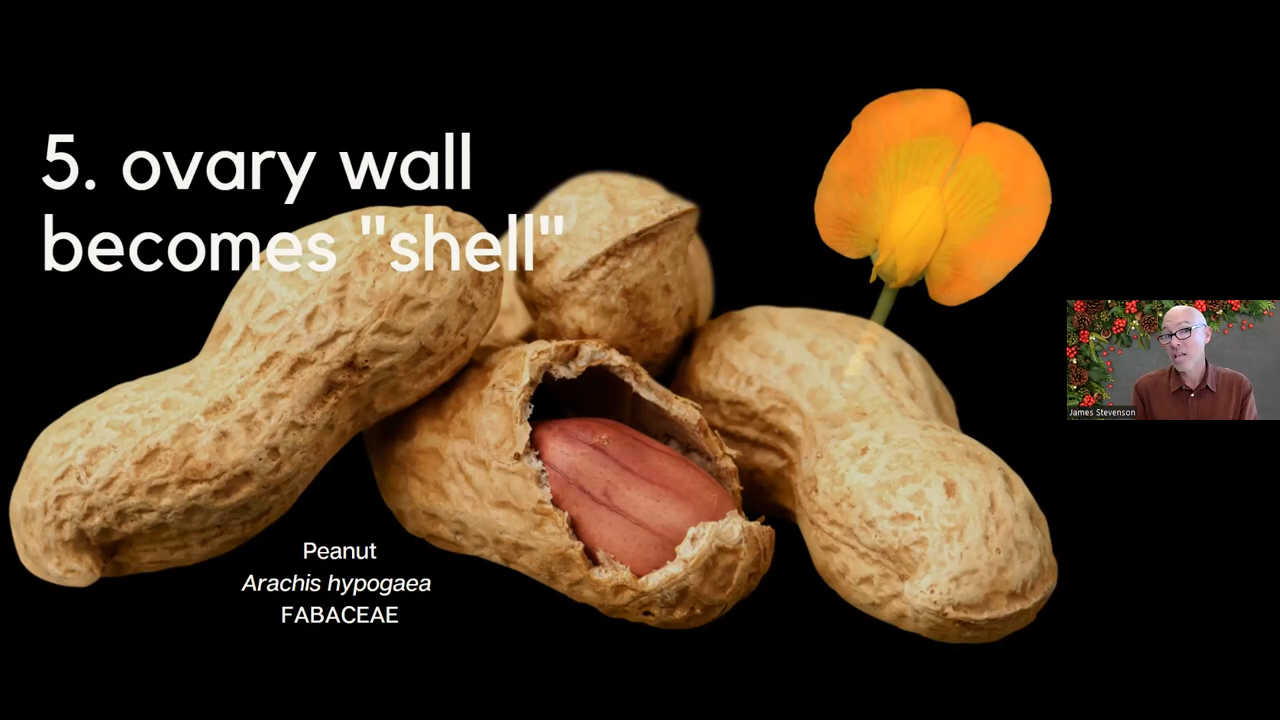 5. ovary wall
becomes "shell"
Peanut
Arachis hypogaea
FABACEAE
James Stevenson